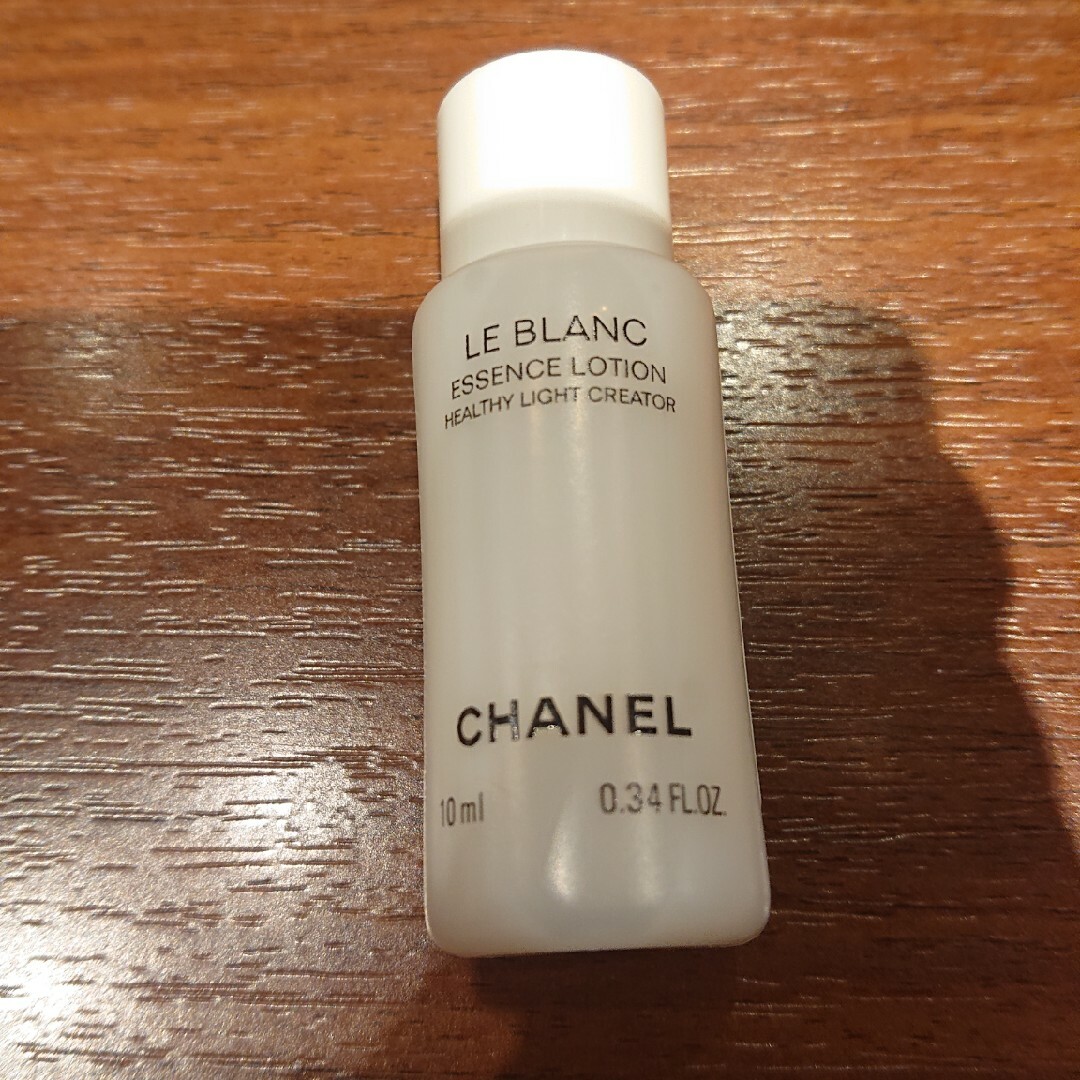 LE BLANC
ESSENCE LOTION
HEALTHY LIGHT CREATOR
CHANEL
10 ml 0.34 FL.OZ.